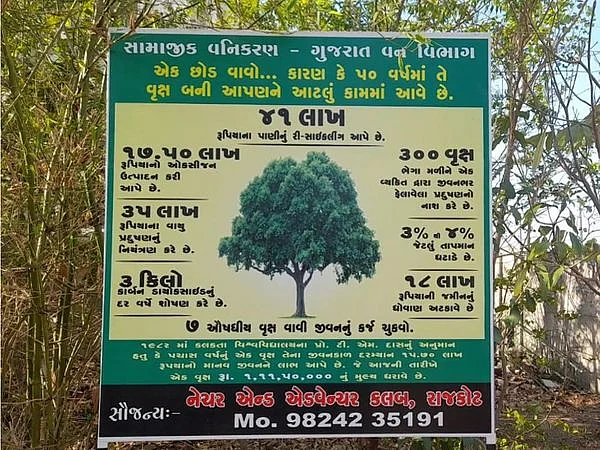 સામાજીક વનિકરણ - ગુજરાત વન વિભાગ
એક છોડ વાવો... કારણ કે ૫૦ વર્ષમાં તે
વૃક્ષ બની આપણને આટલું કામમાં આવે છે.
૪૧ લાખ
રૂપિયાના પાણીનું રી-સાઈકલીંગ આપે છે.
૧૭.૫૦ લાખ
રૂપિયાનો ઓક્સીજન
ઉત્પાદન કરી
આપે છે.
૩૫ લાખ
રૂપિયાના વાયુ
પ્રદુષણનું
નિયંત્રણ કરે છે.
૩ કિલો
કાર્બન ડાયોકસાઈડનું
દર વર્ષે શોષણ કરે છે.
૩૦૦ વૃક્ષ
ભેગા મળીને એક
વ્યકિત દ્વારા જીવનભર
ફેલાવેલા પ્રદુષણનો
નાશ કરે છે.
૩% થી ૪%
જેટલું તાપમાન
ઘટાડે છે.
૧૮ લાખ
રૂપિયાની જમીનનું
ધોવાણ અટકાવે છે
૭ ઔષધીય વૃક્ષ વાવી જીવનનું કર્જ ચુકવો.
૧૯૮૨ માં કલકતા વિશ્વવિદ્યાલયના પ્રો. ટી. એમ. દાસનું અનુમાન
હતુ કે પચાસ વર્ષનું એક વૃક્ષ તેના જીવનકાળ દરમ્યાન ૧૫.૭૦ લાખ
રૂપિયાનો માનવ જીવનને લાભ આપે છે. જે આજની તારીખે
એક વૃક્ષ રૂા. ૧,૧૧,૫૦,૦૦૦ નું મુલ્ય ધરાવે છે.
સૌજન્ય:- નેચર એન્ડ એડવેન્ચર કલબ, રાજકોટ
Mo. 98242 35191